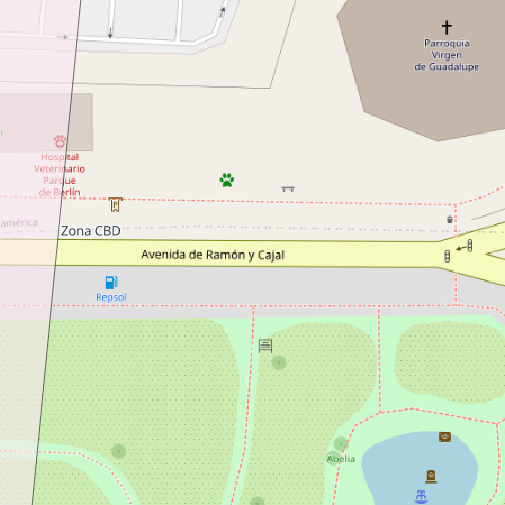 Parroquia
Virgen
de Guadalupe
Hospital
Veterinario
Parque
de Berlín
américa
Zona CBD
Avenida de Ramón y Cajal
Repsol
Abelia